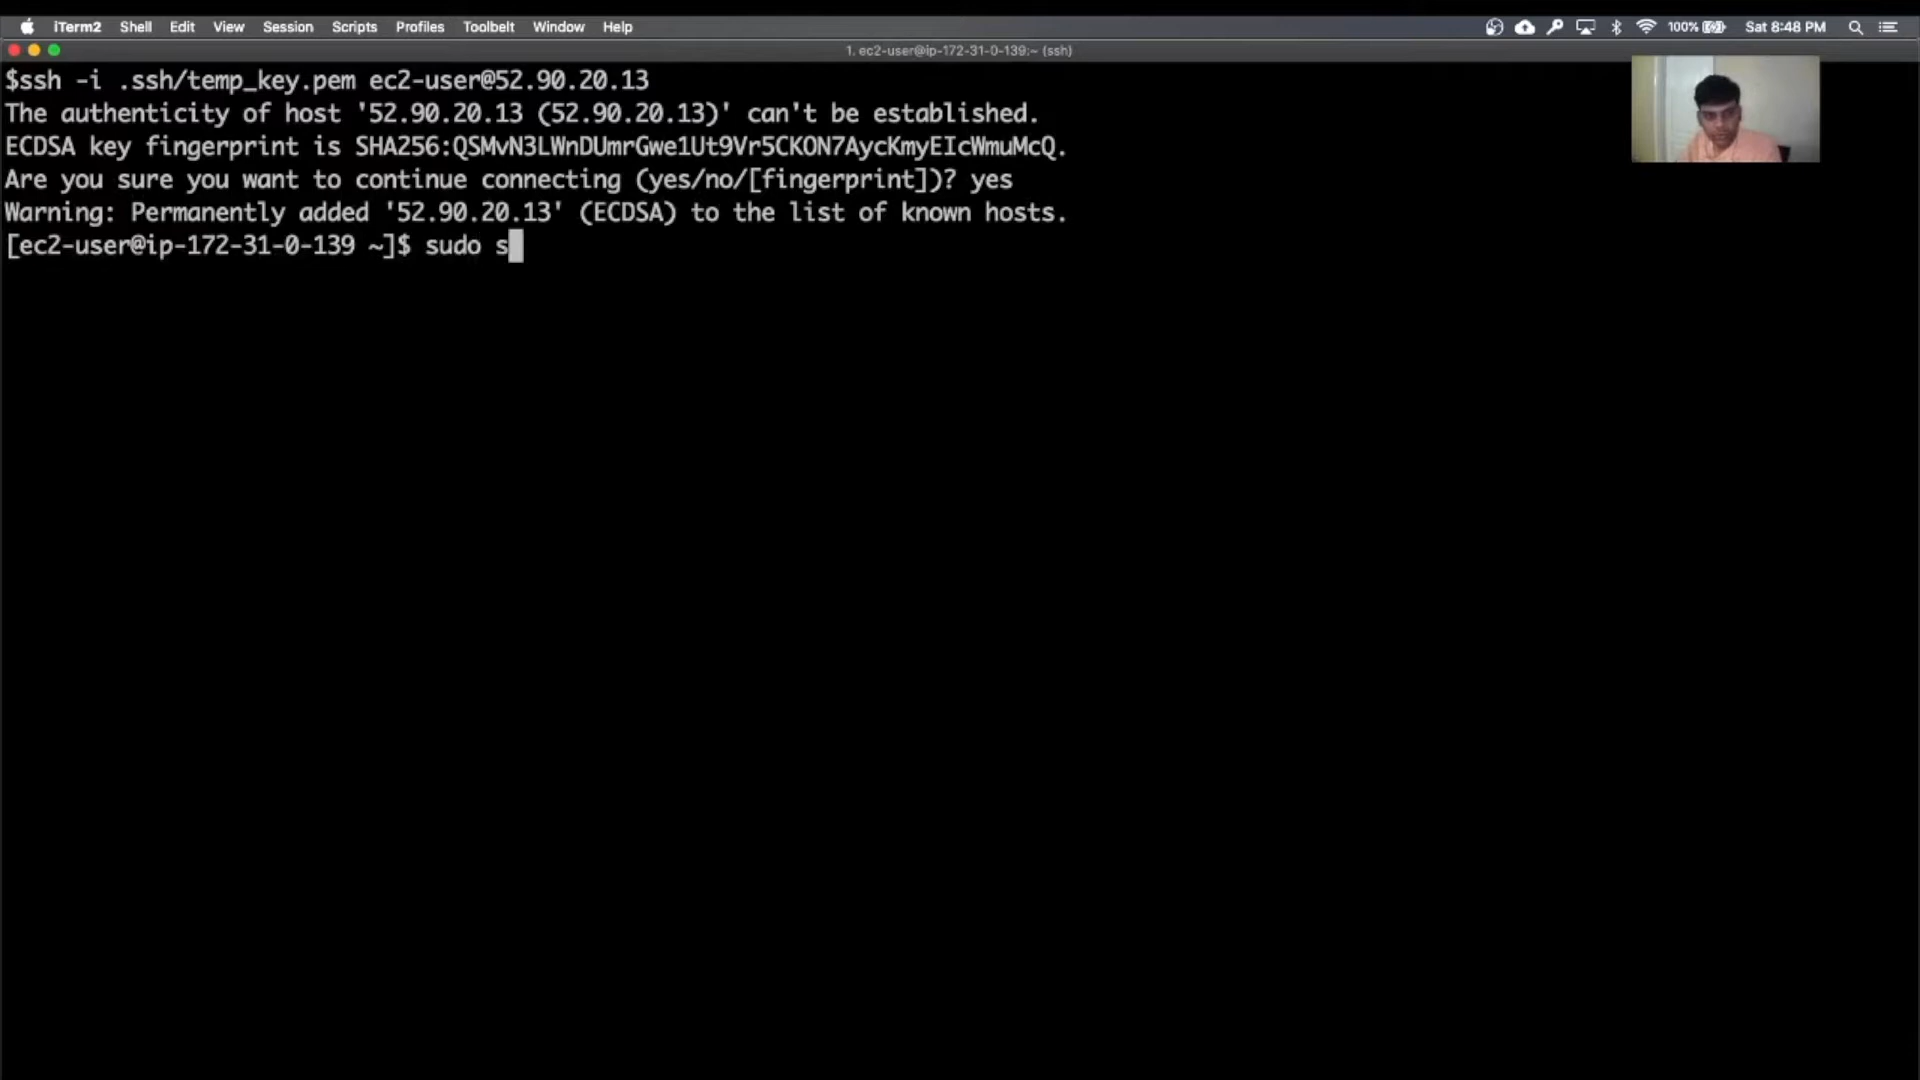 iTerm2 Shell Edit View Session Scripts Profiles Toolbelt Window Help 100% Sat 8:48 PM
1. ec2-user@ip-172-31-0-139:~ (ssh)
$ssh -i .ssh/temp_key.pem ec2-user@52.90.20.13
The authenticity of host '52.90.20.13 (52.90.20.13)' can't be established.
ECDSA key fingerprint is SHA256:QSMvN3LWnDUmrGwe1Ut9Vr5CKON7AycKmyEIcWmuMcQ.
Are you sure you want to continue connecting (yes/no/[fingerprint])? yes
Warning: Permanently added '52.90.20.13' (ECDSA) to the list of known hosts.
[ec2-user@ip-172-31-0-139 ~]$ sudo s